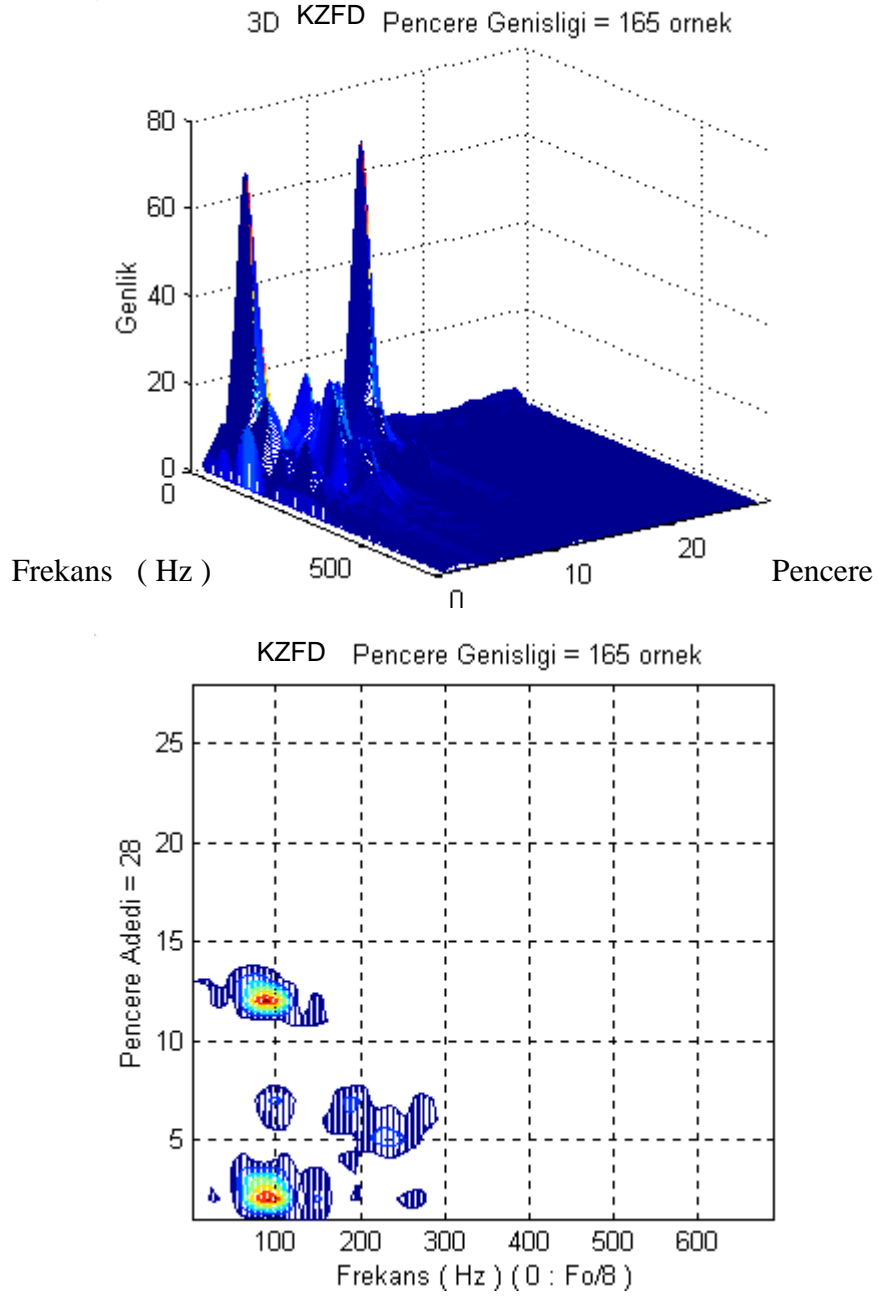 3D KZFD Pencere Genisligi = 165 ornek
80
60
40
20
0
Genlik
0
500
Frekans ( Hz )
0
10
20
Pencere
KZFD Pencere Genisligi = 165 ornek
25
20
15
10
5
Pencere Adedi = 28
100 200 300 400 500 600
Frekans ( Hz ) ( 0 : Fo/8 )